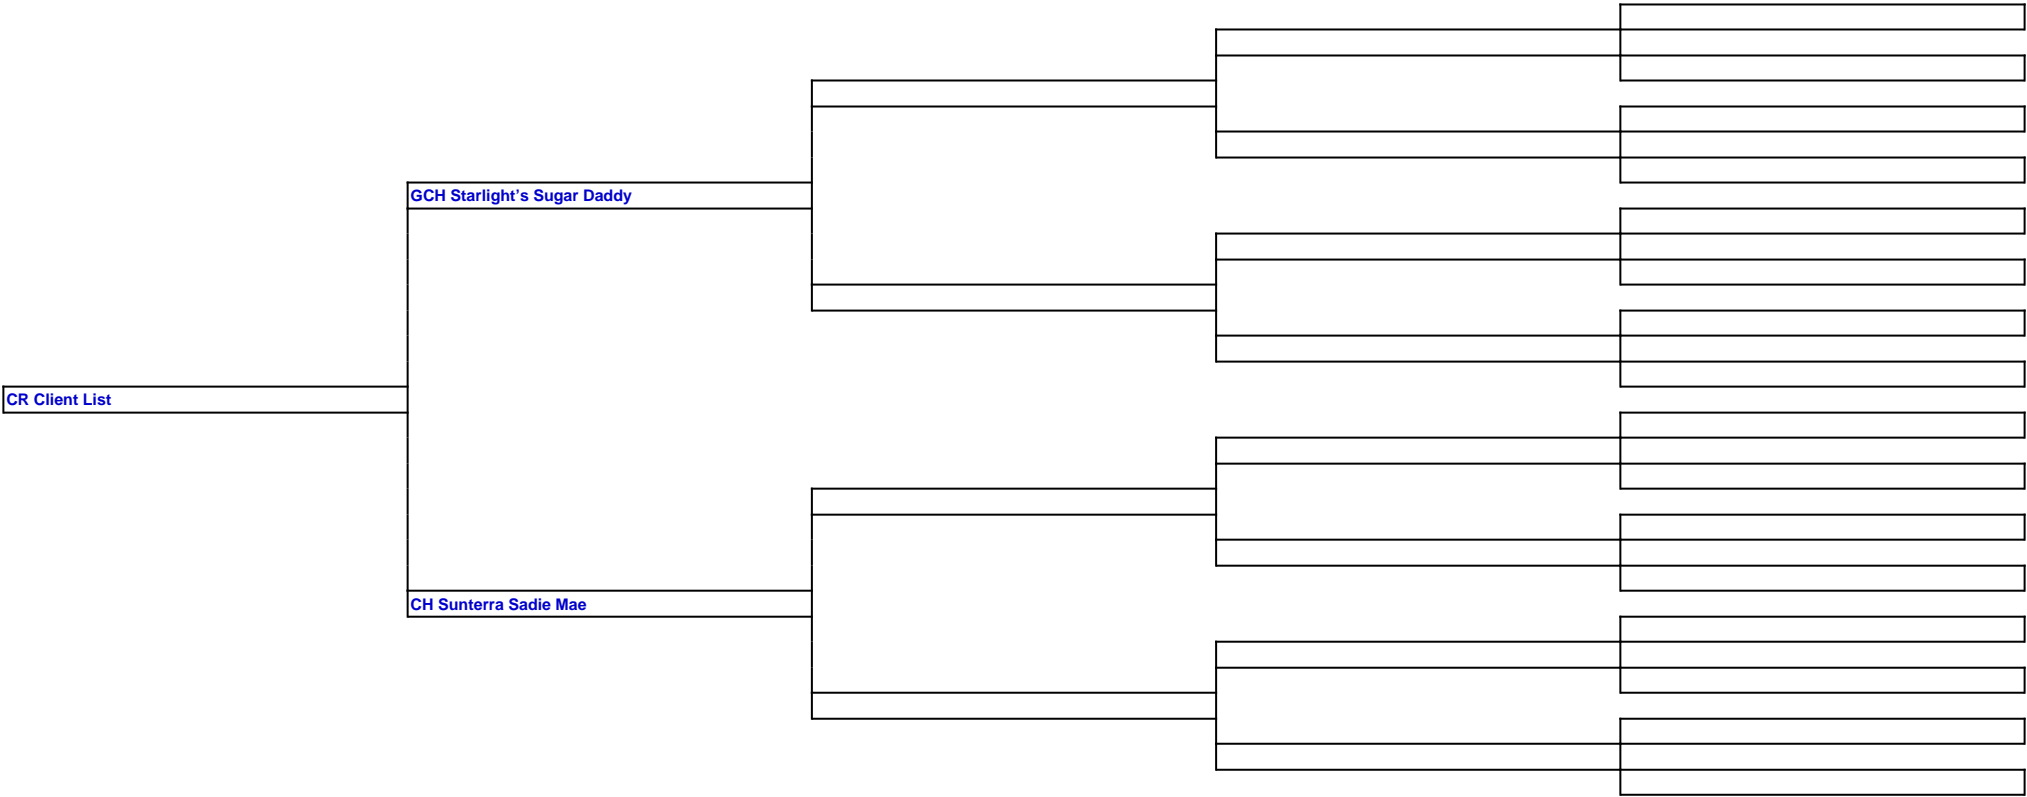 GCH Starlight’s Sugar Daddy
CR Client List
CH Sunterra Sadie Mae